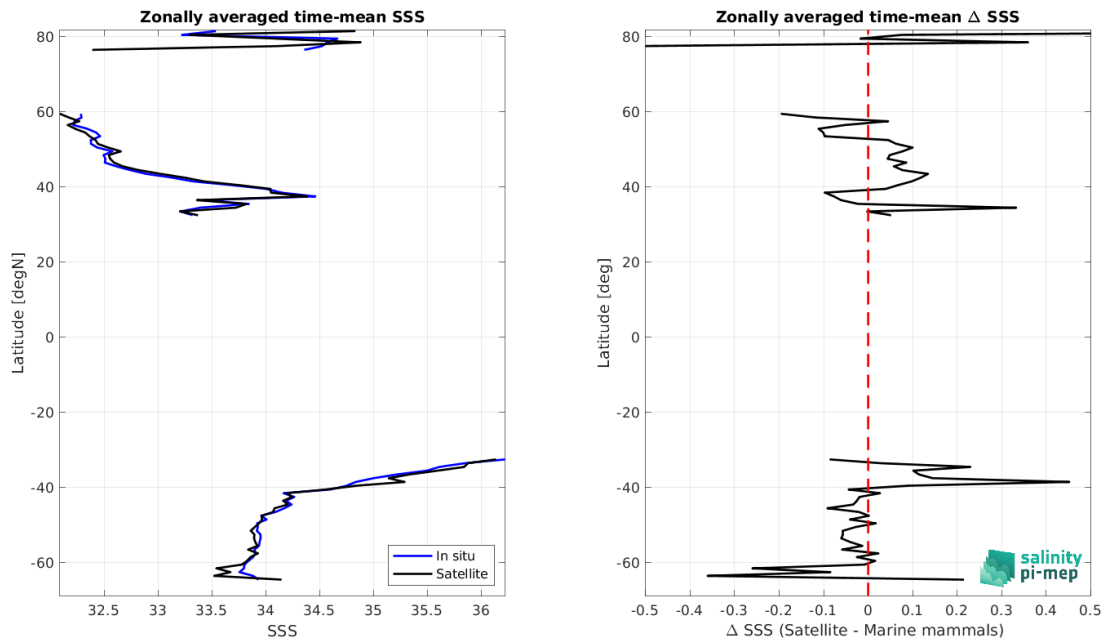 Zonally averaged time-mean SSS
80
60
40
20
0
-20
-40
-60
Latitude [degN]
32.5 33 33.5 34 34.5 35 35.5 36
SSS
In situ
Satellite
Zonally averaged time-mean Δ SSS
80
60
40
20
0
-20
-40
-60
Latitude [deg]
-0.5 -0.4 -0.3 -0.2 -0.1 0 0.1 0.2 0.3 0.4 0.5
Δ SSS (Satellite - Marine mammals)
salinity
pi-mep